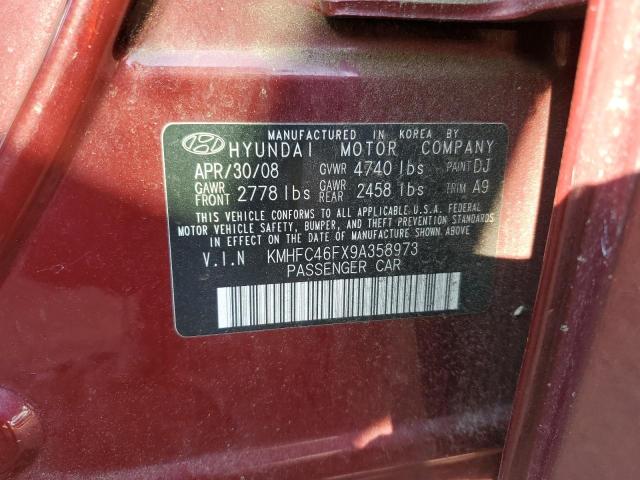 MANUFACTURED IN KOREA BY
HYUNDAI MOTOR COMPANY
APR/30/08 GVWR 4740 lbs PAINT DJ
GAWR FRONT 2778 lbs GAWR REAR 2458 lbs TRIM A9
THIS VEHICLE CONFORMS TO ALL APPLICABLE U.S.A. FEDERAL
MOTOR VEHICLE SAFETY, BUMPER, AND THEFT PREVENTION STANDARDS
IN EFFECT ON THE DATE OF MANUFACTURE SHOWN ABOVE.
V.I.N KMHFC46FX9A358973
PASSENGER CAR